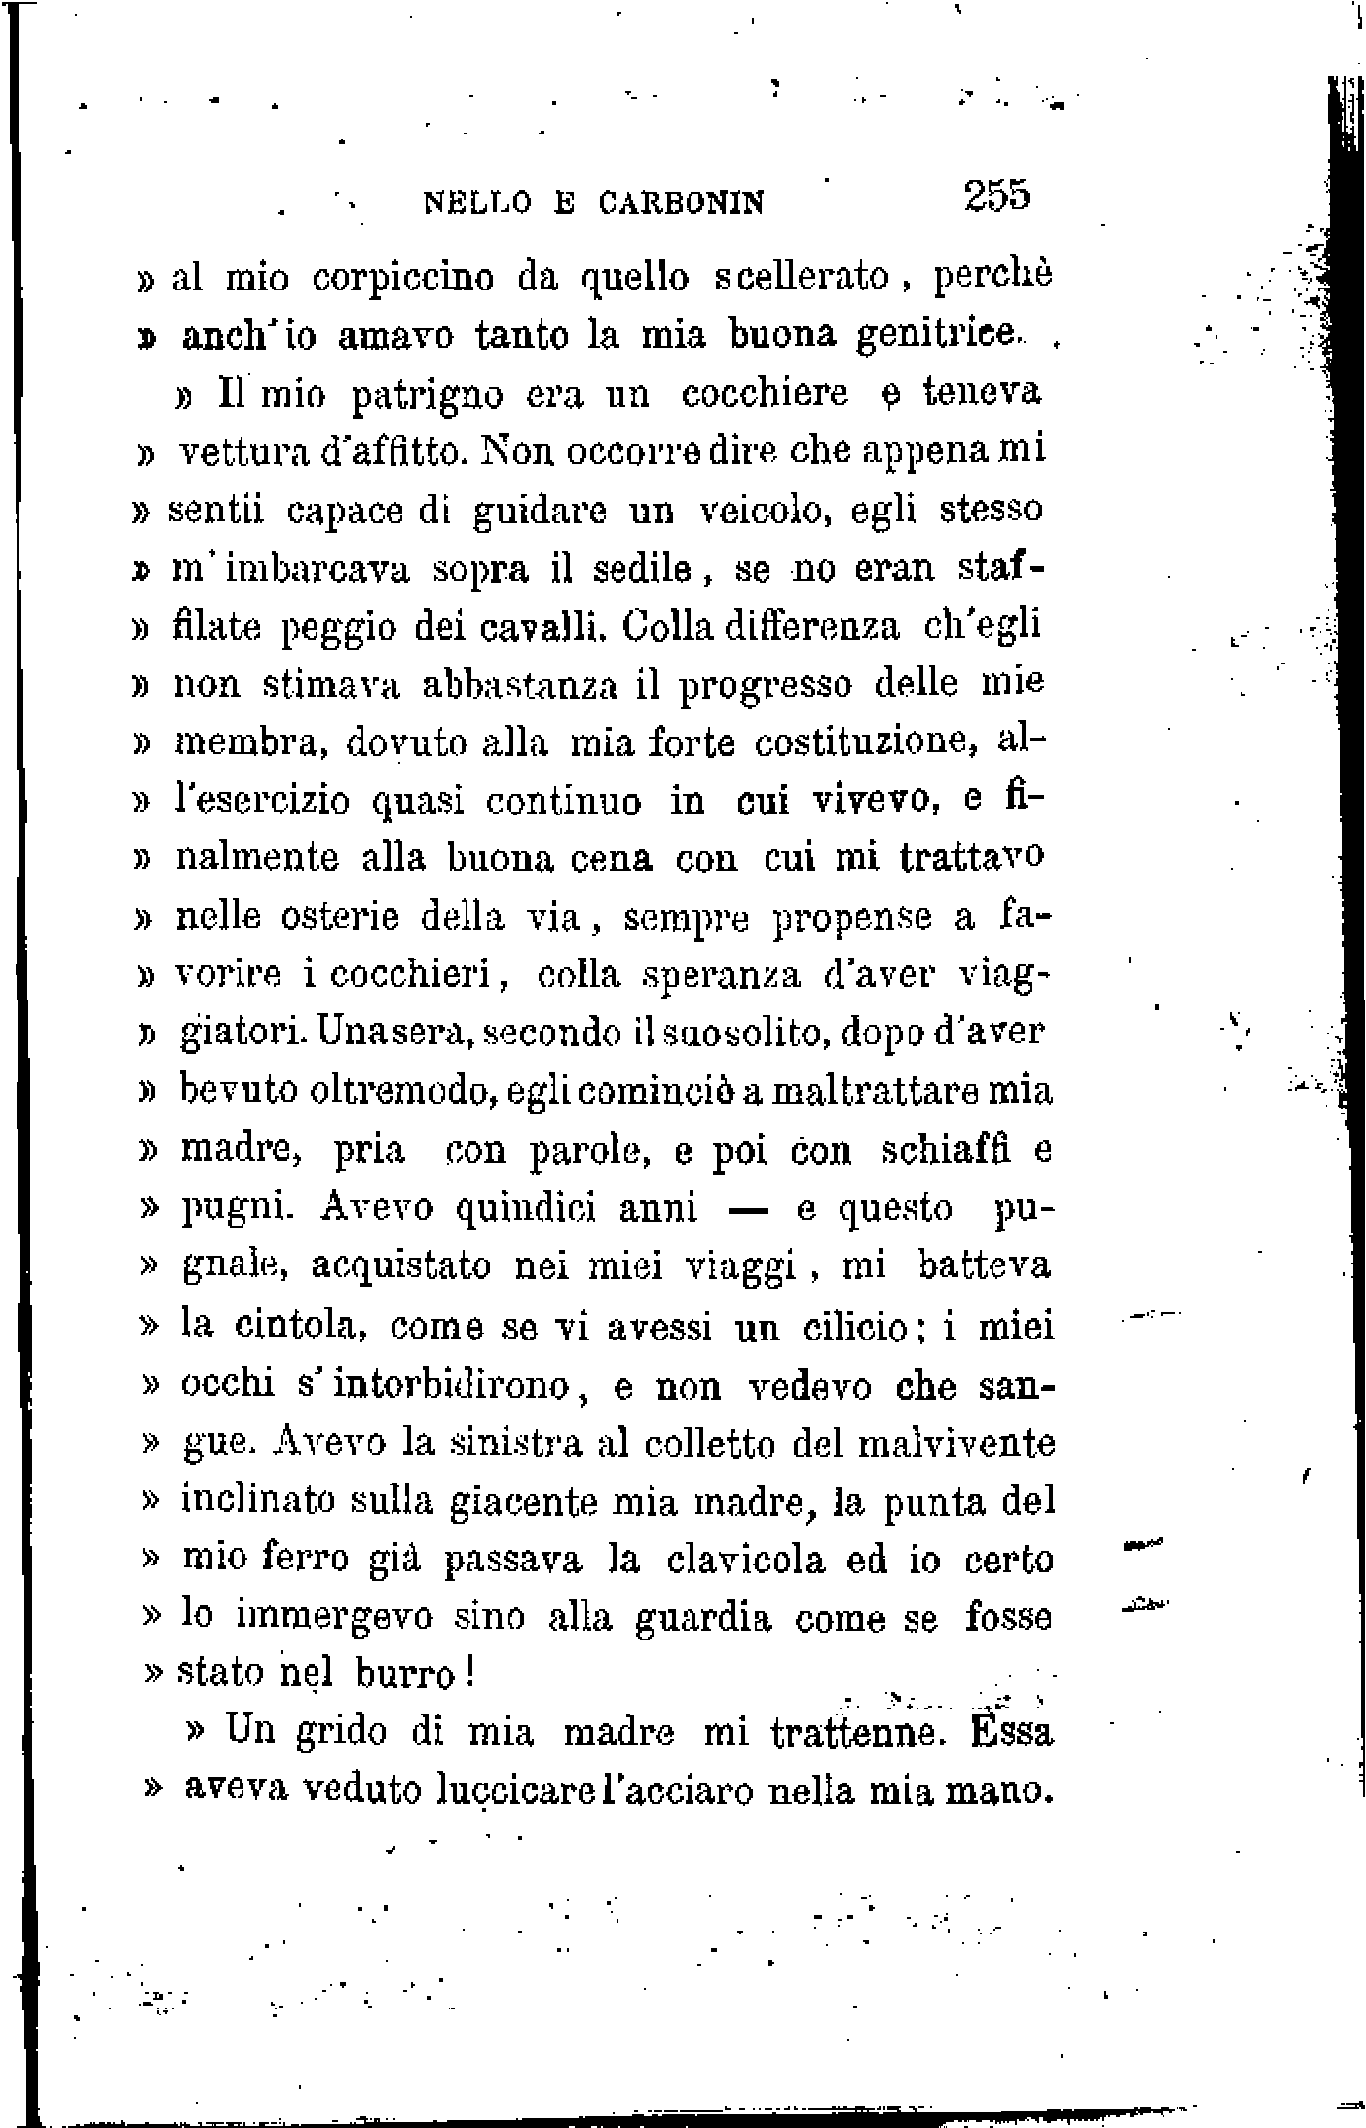 NELLO E CARBONIN 255
» al mio corpiccino da quello scellerato, perchè
» anch'io amavo tanto la mia buona genitrice.
» Il mio patrigno era un cocchiere e teneva
» vettura d'affitto. Non occorre dire che appena mi
» sentii capace di guidare un veicolo, egli stesso
» m'imbarcava sopra il sedile, se no eran staf-
» filate peggio dei cavalli. Colla differenza ch'egli
» non stimava abbastanza il progresso delle mie
» membra, dovuto alla mia forte costituzione, al-
» l'esercizio quasi continuo in cui vivevo, e fi-
» nalmente alla buona cena con cui mi trattavo
» nelle osterie della via, sempre propense a fa-
» vorire i cocchieri, colla speranza d'aver viag-
» giatori. Una sera, secondo il suo solito, dopo d'aver
» bevuto oltremodo, egli cominciò a maltrattare mia
» madre, pria con parole, e poi con schiaffi e
» pugni. Avevo quindici anni — e questo pu-
» gnale, acquistato nei miei viaggi, mi batteva
» la cintola, come se vi avessi un cilicio; i miei
» occhi s'intorbidirono, e non vedevo che san-
» gue. Avevo la sinistra al colletto del malvivente
» inclinato sulla giacente mia madre, la punta del
» mio ferro già passava la clavicola ed io certo
» lo immergevo sino alla guardia come se fosse
» stato nel burro!
» Un grido di mia madre mi trattenne. Essa
» aveva veduto luccicare l'acciaro nella mia mano.